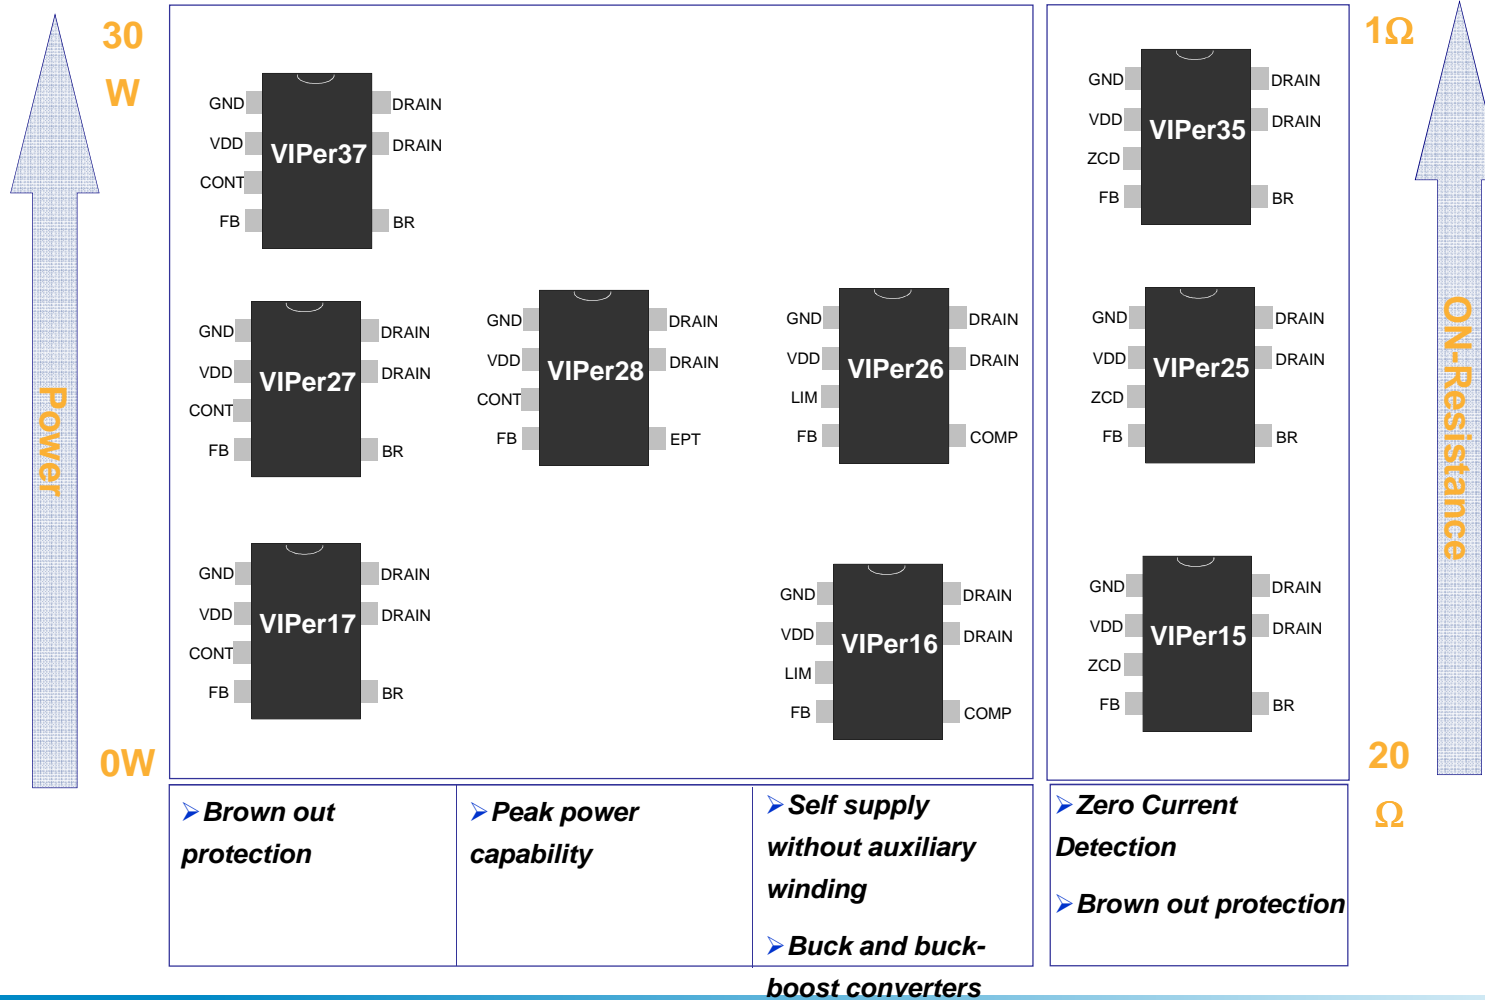 30
W
Power
0W
GND
VDD
CONT
FB
VIPer37
DRAIN
DRAIN
BR
GND
VDD
CONT
FB
VIPer27
DRAIN
DRAIN
BR
GND
VDD
CONT
FB
VIPer28
DRAIN
DRAIN
EPT
GND
VDD
LIM
FB
VIPer26
DRAIN
DRAIN
COMP
GND
VDD
CONT
FB
VIPer17
DRAIN
DRAIN
BR
GND
VDD
LIM
FB
VIPer16
DRAIN
DRAIN
COMP
GND
VDD
ZCD
FB
VIPer35
DRAIN
DRAIN
BR
GND
VDD
ZCD
FB
VIPer25
DRAIN
DRAIN
BR
GND
VDD
ZCD
FB
VIPer15
DRAIN
DRAIN
BR
1Ω
ON-Resistance
20
Ω
➢Brown out
protection
➢Peak power
capability
➢Self supply
without auxiliary
winding
➢Buck and buck-
boost converters
➢Zero Current
Detection
➢Brown out protection